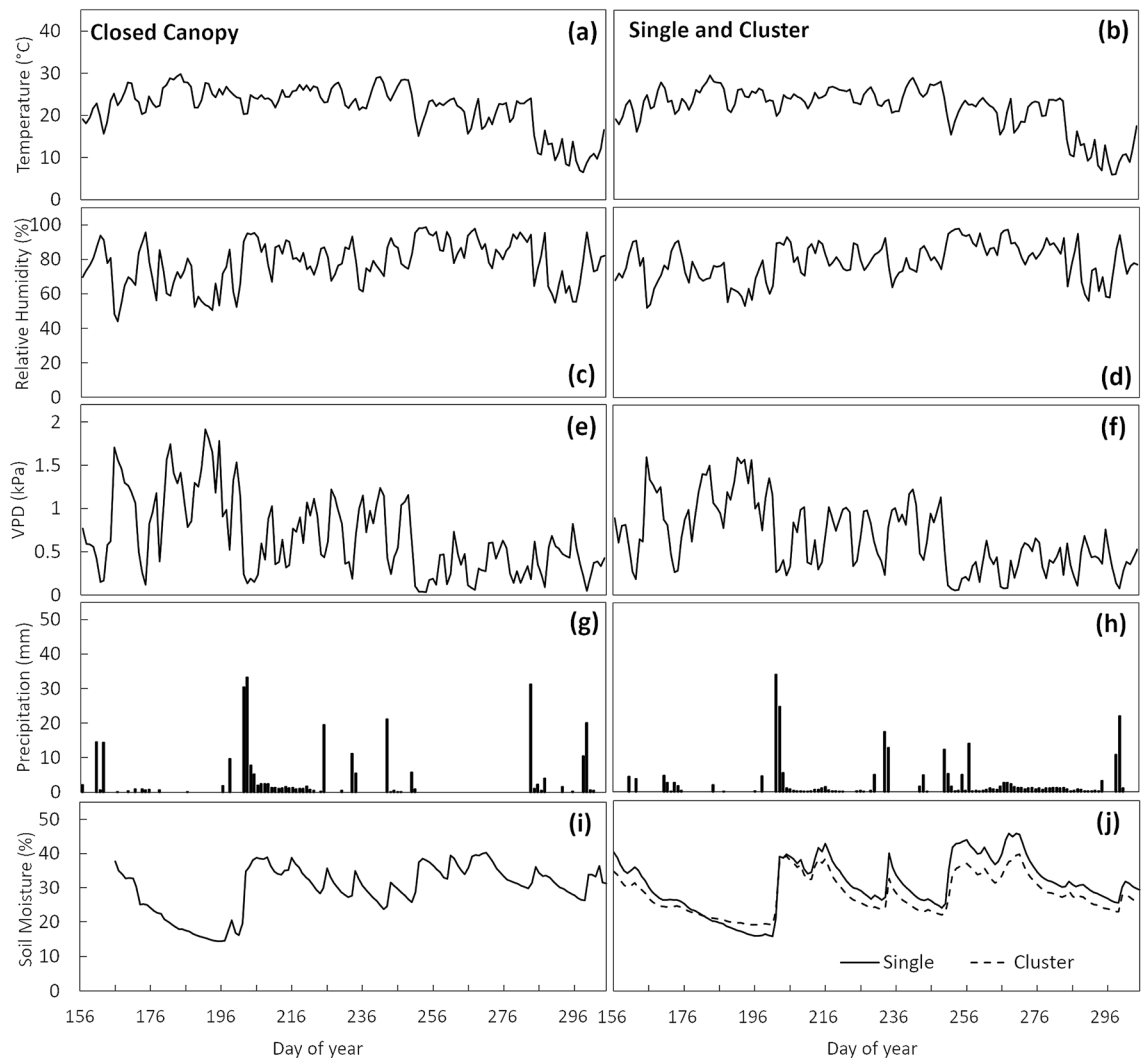 Closed Canopy (a)
Single and Cluster (b)
Temperature (°C)
40
30
20
10
0
(c)
(d)
Relative Humidity (%)
100
80
60
40
20
0
(e)
(f)
VPD (kPa)
2
1.5
1
0.5
0
(g)
(h)
Precipitation (mm)
50
40
30
20
10
0
(i)
(j)
Soil Moisture (%)
50
40
30
20
10
0
Single Cluster
156 176 196 216 236 256 276 296 156 176 196 216 236 256 276 296
Day of year Day of year